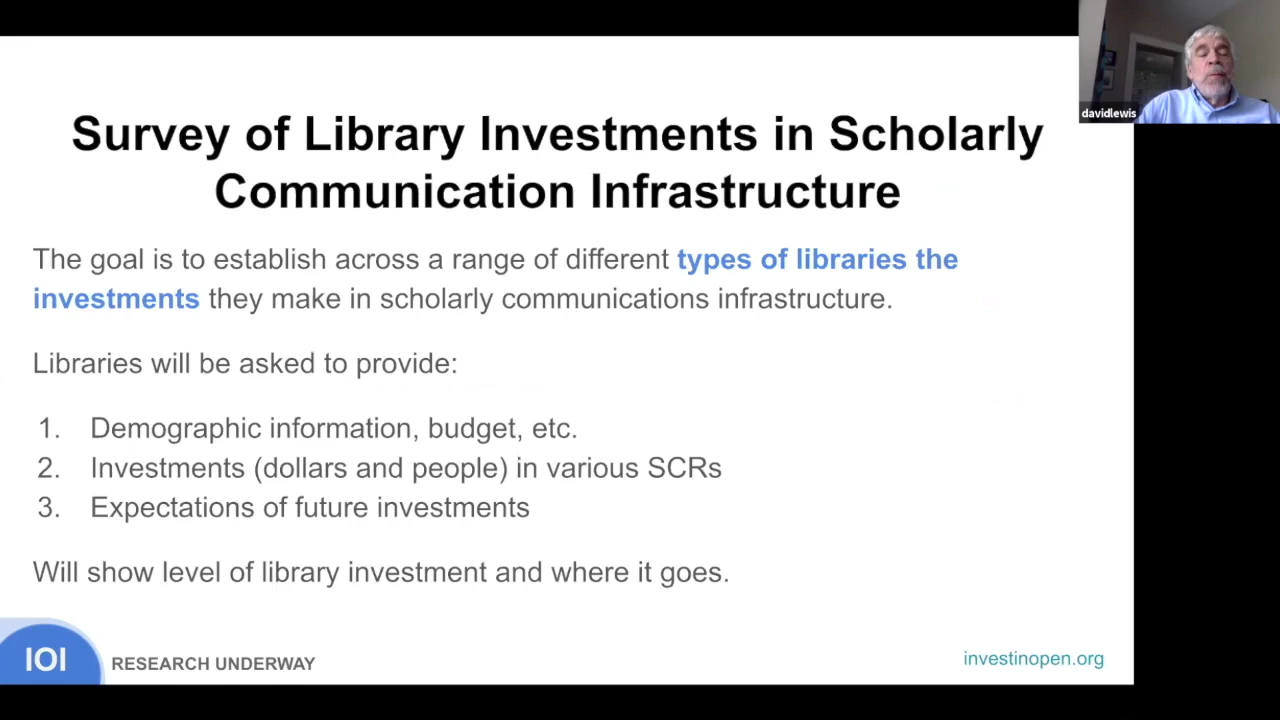 davidlewis
Survey of Library Investments in Scholarly
Communication Infrastructure
The goal is to establish across a range of different types of libraries the
investments they make in scholarly communications infrastructure.
Libraries will be asked to provide:
1. Demographic information, budget, etc.
2. Investments (dollars and people) in various SCRs
3. Expectations of future investments
Will show level of library investment and where it goes.
IOI
RESEARCH UNDERWAY
investinopen.org